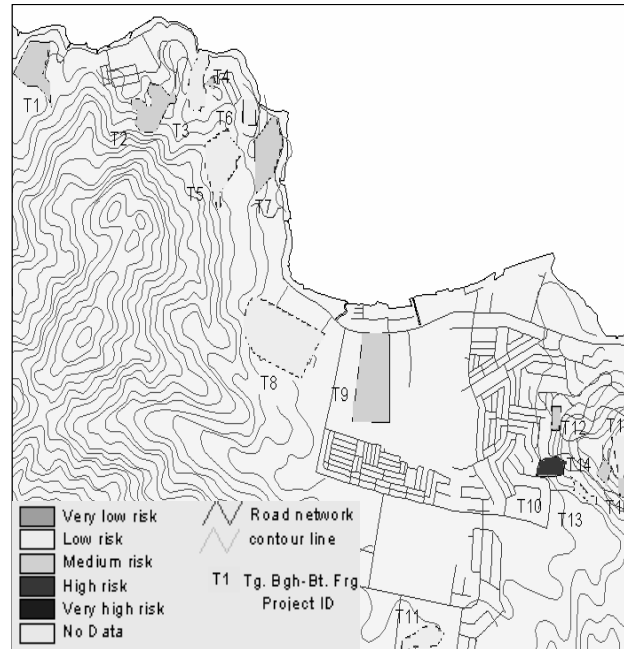 T1
T2
T3
T4
T6
T5
T7
T8
T9
T12
T14
T10
T13
T11
Very low risk
Low risk
Medium risk
High risk
Very high risk
No Data
Road network
contour line
T1 Tg. Bgh-Bt. Frg.
Project ID